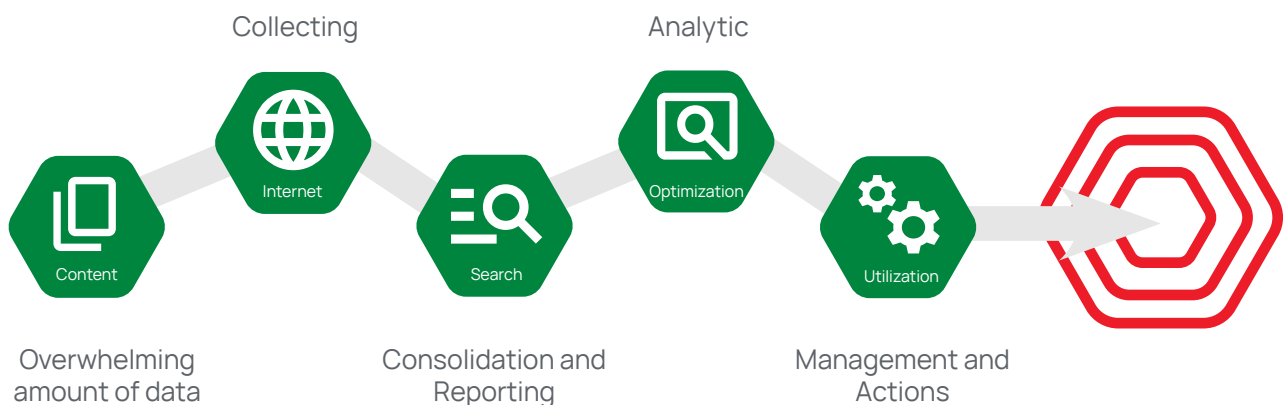 Collecting
Analytic
Internet
Optimization
Content
Search
Utilization
Overwhelming
amount of data
Consolidation and
Reporting
Management and
Actions